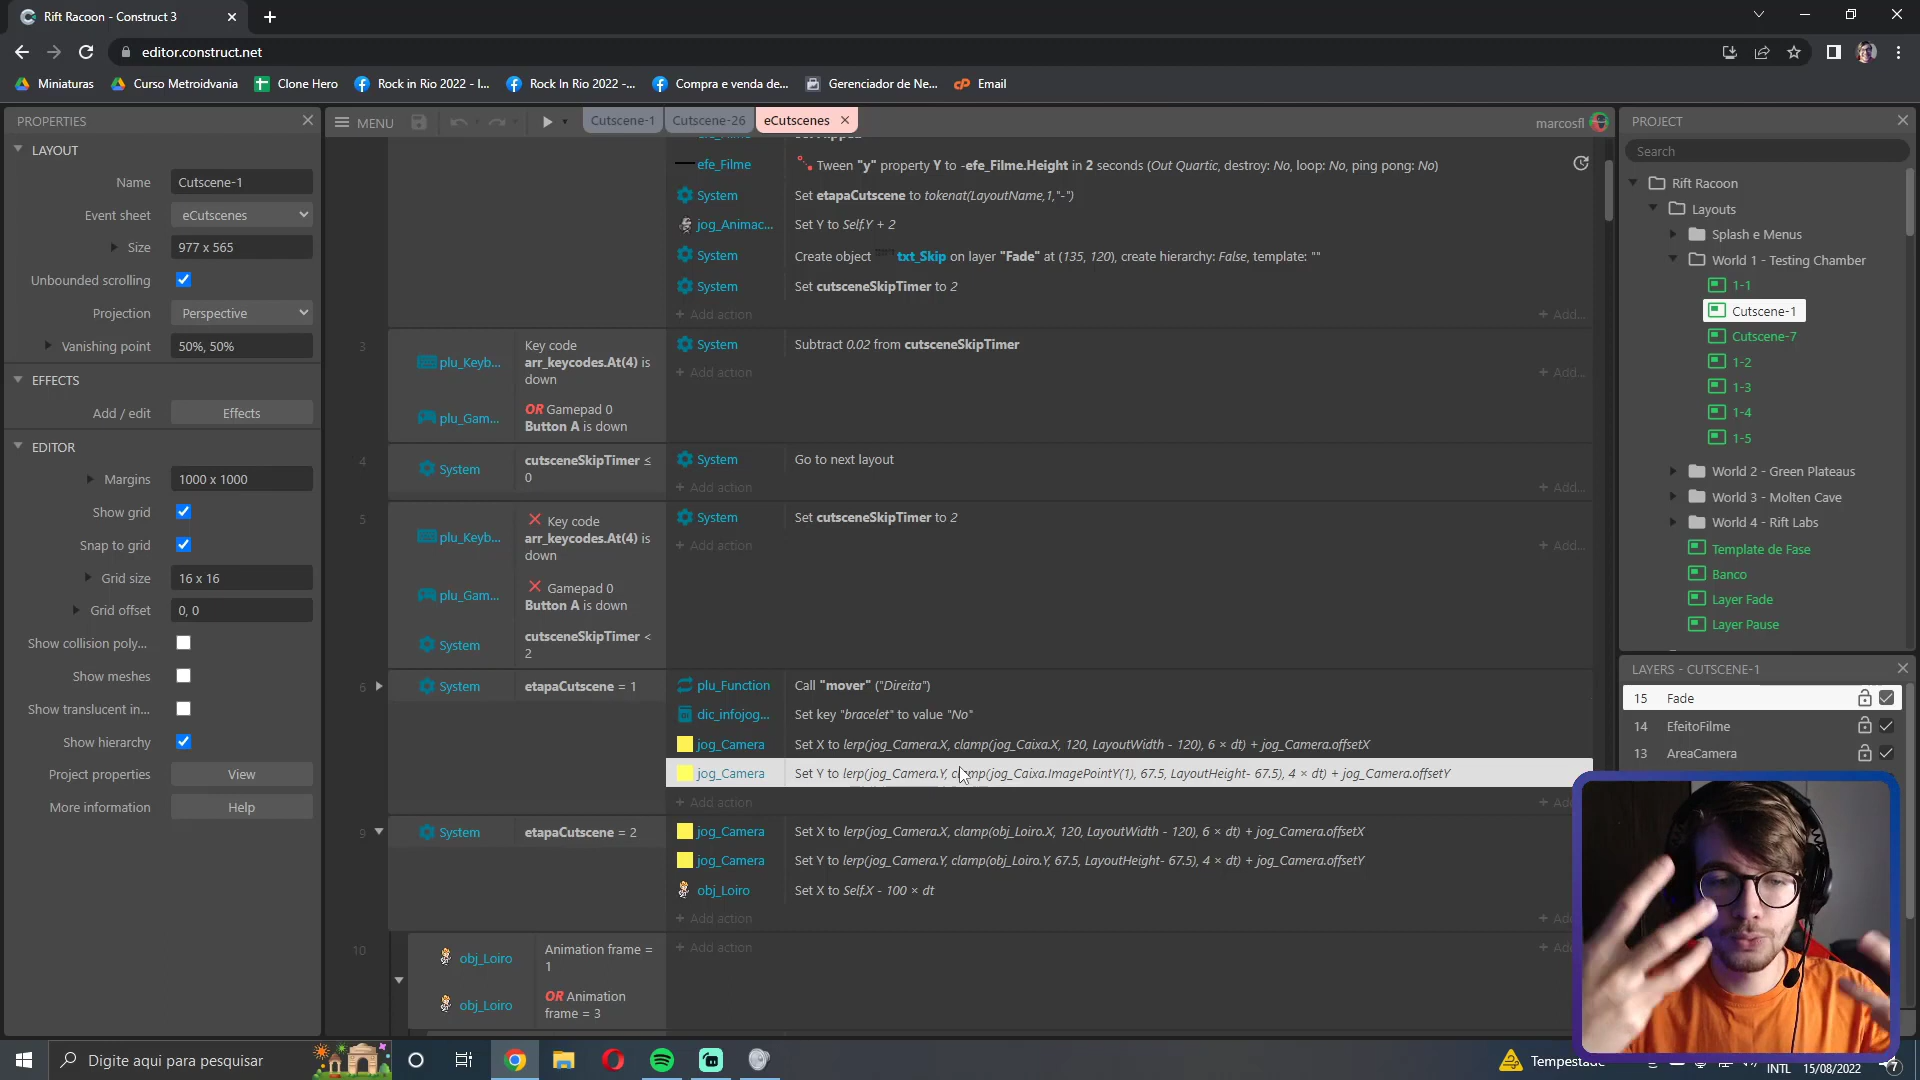 Rift Racoon - Construct 3
editor.construct.net
Miniaturas
Curso Metroidvania
Clone Hero
Rock in Rio 2022 - I...
Rock In Rio 2022 -...
Compra e venda de...
Gerenciador de Ne...
Email
PROPERTIES
LAYOUT
Name Cutscene-1
Event sheet eCutscenes
Size 977 x 565
Unbounded scrolling
Projection Perspective
Vanishing point 50%, 50%
EFFECTS
Add / edit Effects
EDITOR
Margins 1000 x 1000
Show grid
Snap to grid
Grid size 16 x 16
Grid offset 0, 0
Show collision poly...
Show meshes
Show translucent in...
Show hierarchy
Project properties View
More information Help
MENU
Cutscene-1
Cutscene-26
eCutscenes
marcosfl
efe_Filme Tween "y" property Y to -efe_Filme.Height in 2 seconds (Out Quartic, destroy: No, loop: No, ping pong: No)
System Set etapaCutscene to tokenat(LayoutName,1,"-")
jog_Animac... Set Y to Self.Y + 2
System Create object txt_Skip on layer "Fade" at (135, 120), create hierarchy: False, template: ""
System Set cutsceneSkipTimer to 2
+ Add action + Add...
3
plu_Keyb...
Key code
arr_keycodes.At(4) is
down
System Subtract 0.02 from cutsceneSkipTimer
+ Add action + Add...
plu_Gam...
OR Gamepad 0
Button A is down
4
System
cutsceneSkipTimer ≤
0
System Go to next layout
+ Add action + Add...
5
plu_Keyb...
Key code
arr_keycodes.At(4) is
down
System Set cutsceneSkipTimer to 2
+ Add action + Add...
plu_Gam...
Gamepad 0
Button A is down
System
cutsceneSkipTimer <
2
6 System etapaCutscene = 1
plu_Function Call "mover" ("Direita")
dic_infojog... Set key "bracelet" to value "No"
jog_Camera Set X to lerp(jog_Camera.X, clamp(jog_Caixa.X, 120, LayoutWidth - 120), 6 × dt) + jog_Camera.offsetX
jog_Camera Set Y to lerp(jog_Camera.Y, clamp(jog_Caixa.ImagePointY(1), 67.5, LayoutHeight- 67.5), 4 × dt) + jog_Camera.offsetY
+ Add action
9 System etapaCutscene = 2
jog_Camera Set X to lerp(jog_Camera.X, clamp(obj_Loiro.X, 120, LayoutWidth - 120), 6 × dt) + jog_Camera.offsetX
jog_Camera Set Y to lerp(jog_Camera.Y, clamp(obj_Loiro.Y, 67.5, LayoutHeight- 67.5), 4 × dt) + jog_Camera.offsetY
obj_Loiro Set X to Self.X - 100 × dt
+ Add action
10
obj_Loiro
Animation frame =
1
+ Add action
obj_Loiro
OR Animation
frame = 3
PROJECT
Search
Rift Racoon
Layouts
Splash e Menus
World 1 - Testing Chamber
1-1
Cutscene-1
Cutscene-7
1-2
1-3
1-4
1-5
World 2 - Green Plateaus
World 3 - Molten Cave
World 4 - Rift Labs
Template de Fase
Banco
Layer Fade
Layer Pause
LAYERS - CUTSCENE-1
15 Fade
14 EfeitoFilme
13 AreaCamera
Digite aqui para pesquisar
INTL
15/08/2022
7